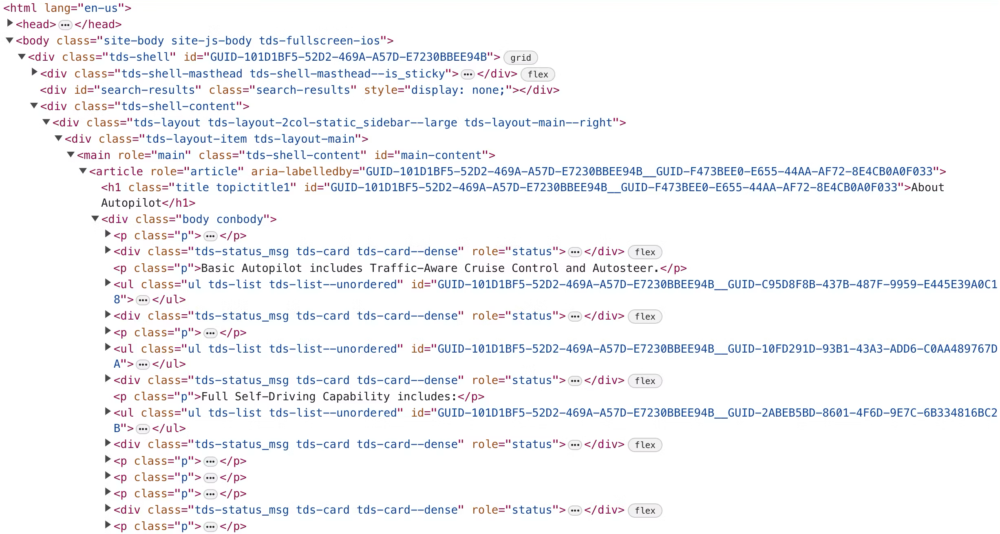 <html lang="en-us">
<head> ••• </head>
<body class="site-body site-js-body tds-fullscreen-ios">
<div class="tds-shell" id="GUID-101D1BF5-52D2-469A-A57D-E7230BBEE94B"> grid
<div class="tds-shell-masthead tds-shell-masthead--is_sticky"> ••• </div> flex
<div id="search-results" class="search-results" style="display: none;"></div>
<div class="tds-shell-content">
<div class="tds-layout tds-layout-2col-static_sidebar--large tds-layout-main--right">
<div class="tds-layout-item tds-layout-main">
<main role="main" class="tds-shell-content" id="main-content">
<article role="article" aria-labelledby="GUID-101D1BF5-52D2-469A-A57D-E7230BBEE94B__GUID-F473BEE0-E655-44AA-AF72-8E4CB0A0F033">
<h1 class="title topictitle1" id="GUID-101D1BF5-52D2-469A-A57D-E7230BBEE94B__GUID-F473BEE0-E655-44AA-AF72-8E4CB0A0F033">About
Autopilot</h1>
<div class="body conbody">
<p class="p"> ••• </p>
<div class="tds-status_msg tds-card tds-card--dense" role="status"> ••• </div> flex
<p class="p">Basic Autopilot includes Traffic-Aware Cruise Control and Autosteer.</p>
<ul class="ul tds-list tds-list--unordered" id="GUID-101D1BF5-52D2-469A-A57D-E7230BBEE94B__GUID-C95D8F8B-437B-487F-9959-E445E39A0C1
8"> ••• </ul>
<div class="tds-status_msg tds-card tds-card--dense" role="status"> ••• </div> flex
<p class="p"> ••• </p>
<ul class="ul tds-list tds-list--unordered" id="GUID-101D1BF5-52D2-469A-A57D-E7230BBEE94B__GUID-10FD291D-93B1-43A3-ADD6-C0AA489767D
A"> ••• </ul>
<div class="tds-status_msg tds-card tds-card--dense" role="status"> ••• </div> flex
<p class="p">Full Self-Driving Capability includes:</p>
<ul class="ul tds-list tds-list--unordered" id="GUID-101D1BF5-52D2-469A-A57D-E7230BBEE94B__GUID-2ABEB5BD-8601-4F6D-9E7C-6B334816BC2
B"> ••• </ul>
<div class="tds-status_msg tds-card tds-card--dense" role="status"> ••• </div> flex
<p class="p"> ••• </p>
<p class="p"> ••• </p>
<p class="p"> ••• </p>
<div class="tds-status_msg tds-card tds-card--dense" role="status"> ••• </div> flex
<p class="p"> ••• </p>